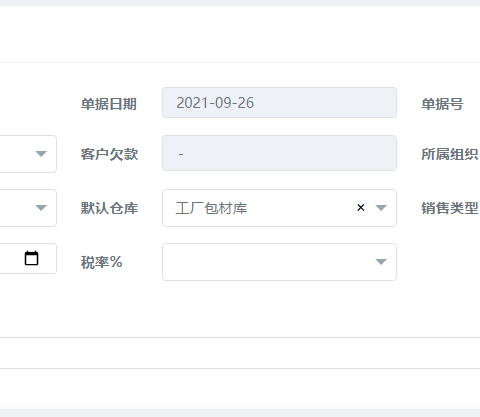 单据日期 2021-09-26 单据号
客户欠款 - 所属组织
默认仓库 工厂包材库 × 销售类型
税率%